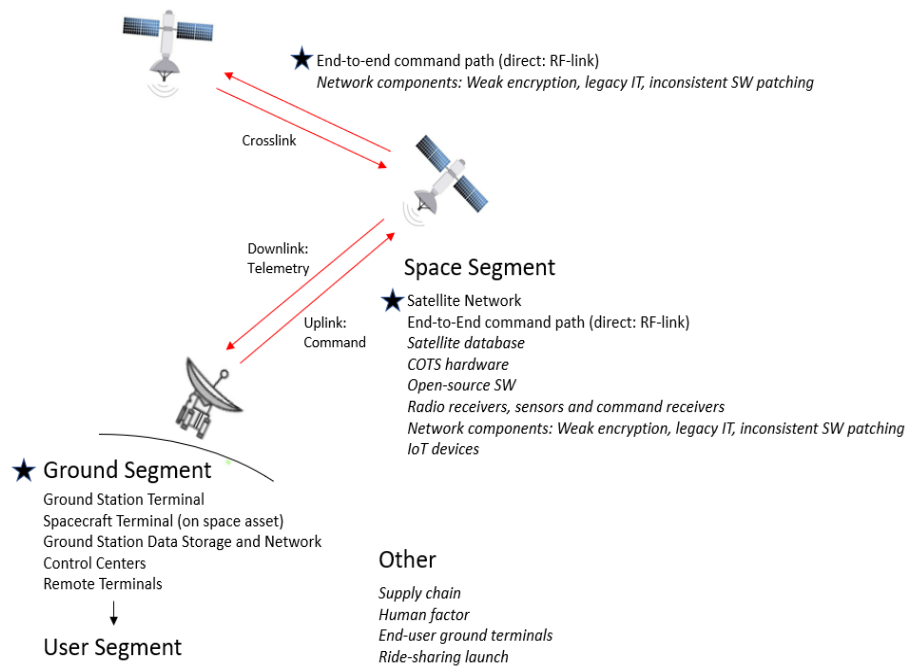 End-to-end command path (direct: RF-link)
Network components: Weak encryption, legacy IT, inconsistent SW patching
Crosslink
Downlink:
Telemetry
Uplink:
Command
Space Segment
Satellite Network
End-to-End command path (direct: RF-link)
Satellite database
COTS hardware
Open-source SW
Radio receivers, sensors and command receivers
Network components: Weak encryption, legacy IT, inconsistent SW patching
IoT devices
Ground Segment
Ground Station Terminal
Spacecraft Terminal (on space asset)
Ground Station Data Storage and Network
Control Centers
Remote Terminals
User Segment
Other
Supply chain
Human factor
End-user ground terminals
Ride-sharing launch